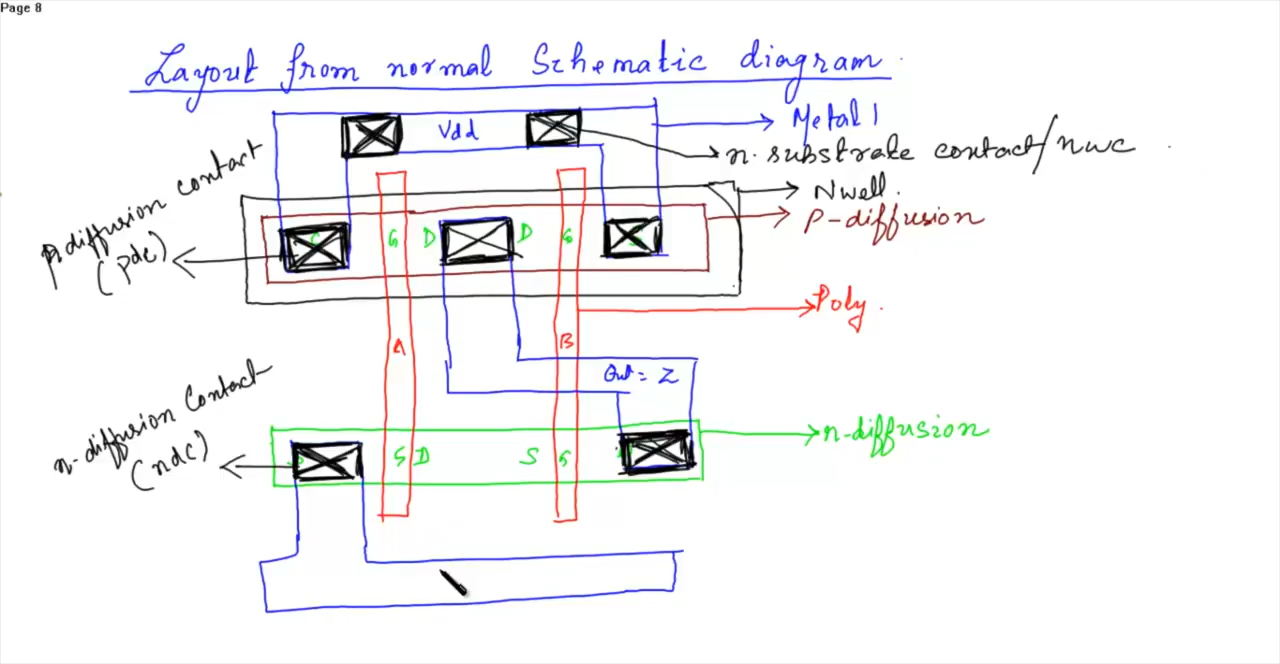 Page 8
Layout from normal Schematic diagram
Vdd
Metal 1
n-substrate contact/nwc
Nwell.
p-diffusion
p-diffusion contact
(pdc)
G D D G
Poly.
A B
Out = Z
n-diffusion Contact
(ndc)
n-diffusion
G D S G